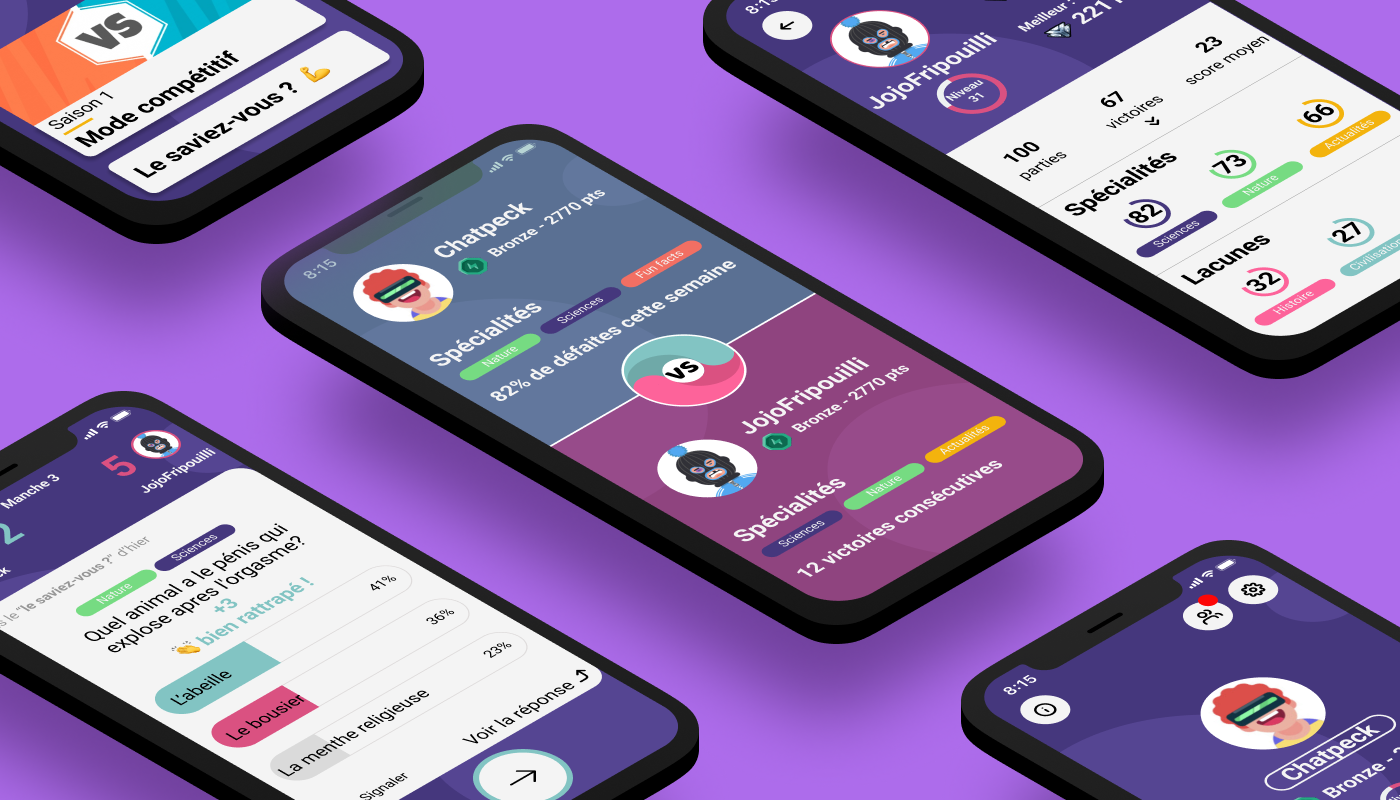 VS
Saison 1
Mode compétitif
Le saviez-vous ? 💪
8:15
Chatpeck
Bronze - 2770 pts
Spécialités
Nature
Sciences
Fun facts
82% de défaites cette semaine
VS
JojoFripouilli
Bronze - 2770 pts
Spécialités
Sciences
Nature
Actualités
12 victoires consécutives
8:15
Meilleur
JojoFripouilli
Niveau
31
100
parties
67
victoires
23
score moyen
Spécialités
82
Sciences
73
Nature
66
Actualités
Lacunes
32
Histoire
27
Manche 3
2
5
JojoFripouilli
le "le saviez-vous ?" d'hier
Nature
Sciences
Quel animal a le pénis qui
explose apres l'orgasme?
+3
👏 bien rattrapé !
L'abeille
41%
Le bousier
36%
La menthe religieuse
23%
Voir la réponse
Signaler
8:15
Chatpeck
Bronze -